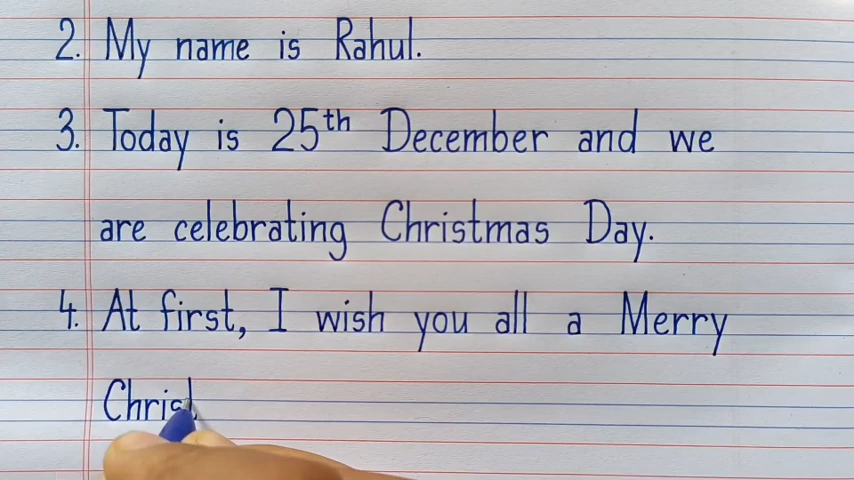 2. My name is Rahul.
3. Today is 25th December and we
are celebrating Christmas Day.
4. At first, I wish you all a Merry
Christ